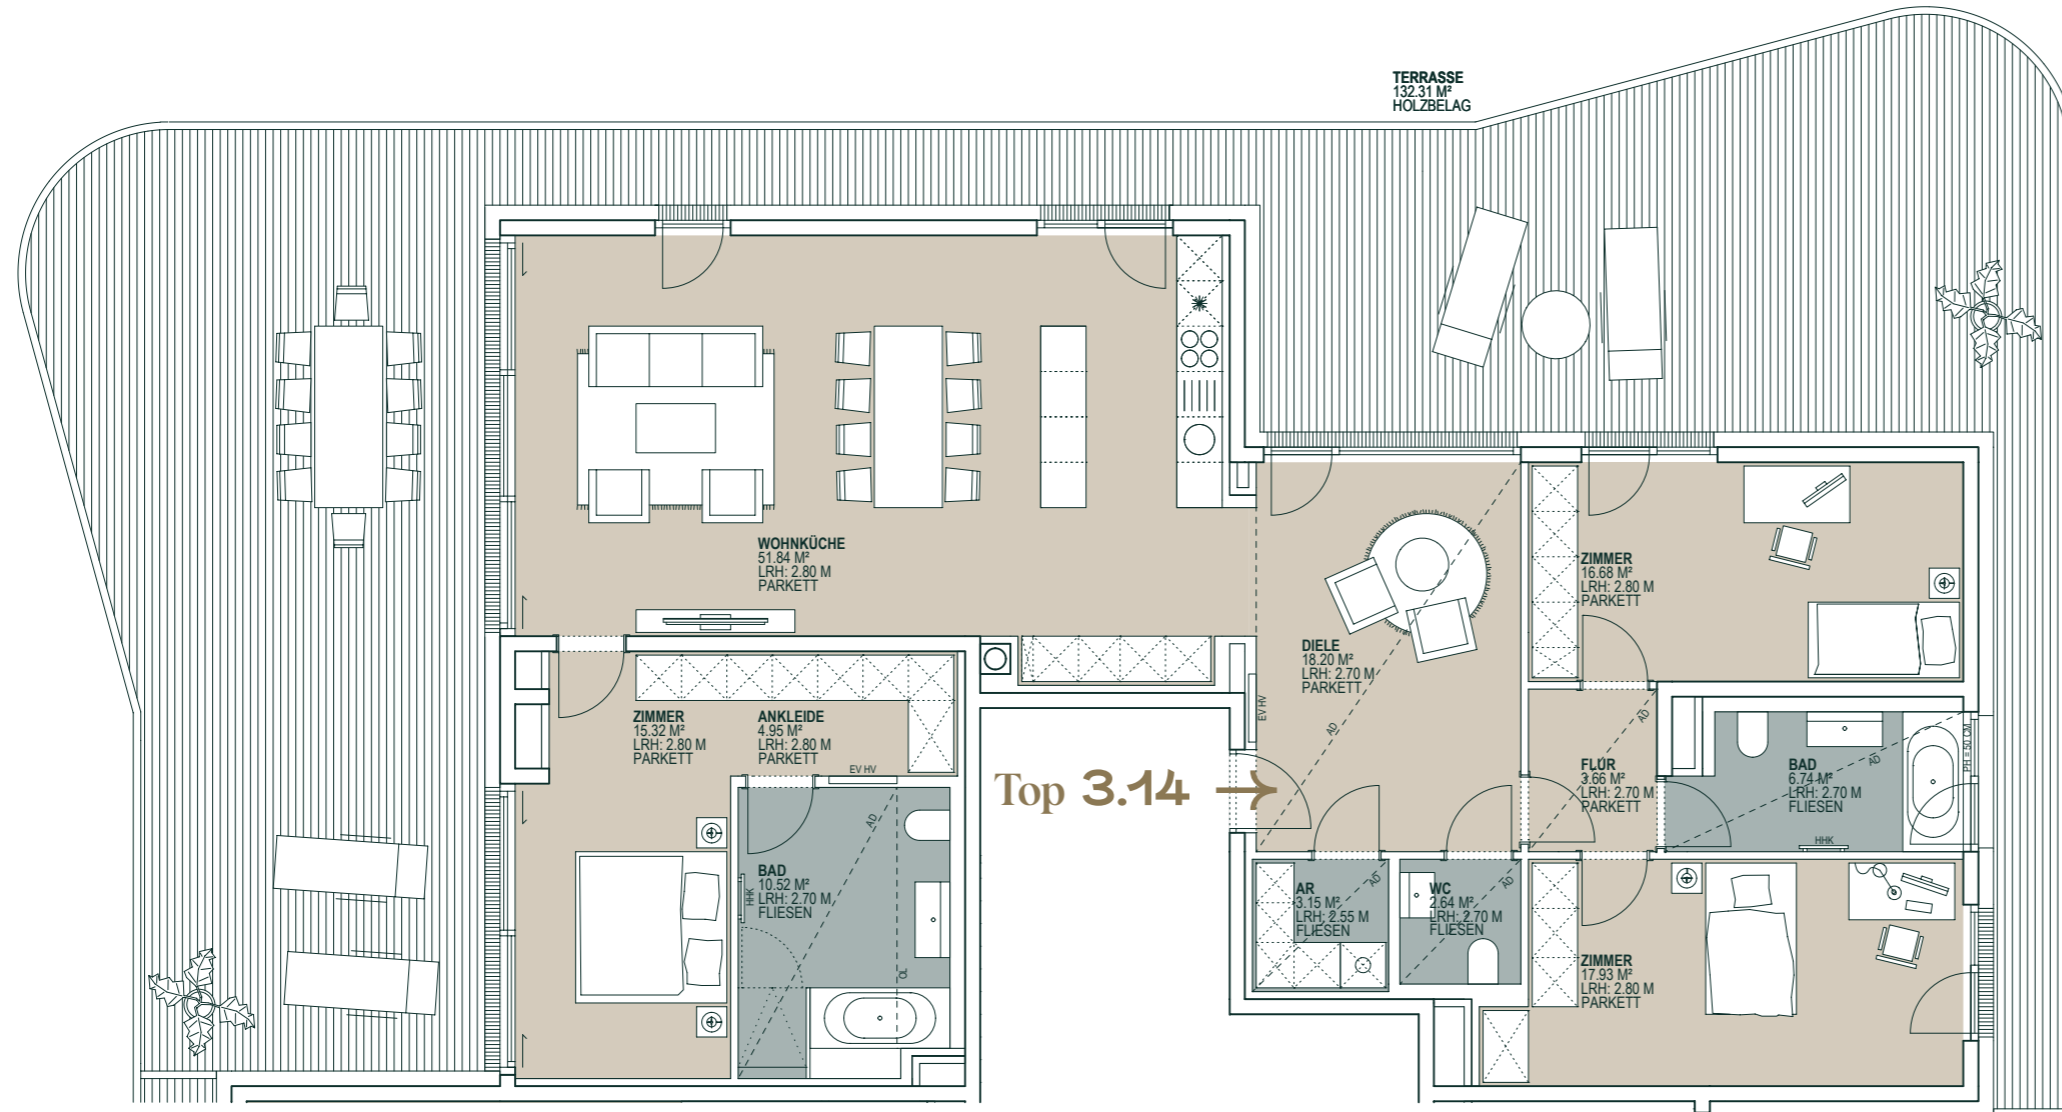 TERRASSE
132.31 M²
HOLZBELAG
WOHNKÜCHE
51.84 M²
LRH: 2.80 M
PARKETT
ZIMMER
16.68 M²
LRH: 2.80 M
PARKETT
DIELE
18.20 M²
LRH: 2.70 M
PARKETT
EV HV
AD
ZIMMER
15.32 M²
LRH: 2.80 M
PARKETT
ANKLEIDE
4.95 M²
LRH: 2.80 M
PARKETT
EV HV
Top 3.14 →
FLUR
3.66 M²
LRH: 2.70 M
PARKETT
AD
BAD
6.74 M²
LRH: 2.70 M
FLIESEN
AD
PH = 50 CM
HHK
BAD
10.52 M²
LRH: 2.70 M
FLIESEN
AD
HHK
QL
AR
3.15 M²
LRH: 2.55 M
FLIESEN
AD
WC
2.64 M²
LRH: 2.70 M
FLIESEN
AD
ZIMMER
17.93 M²
LRH: 2.80 M
PARKETT